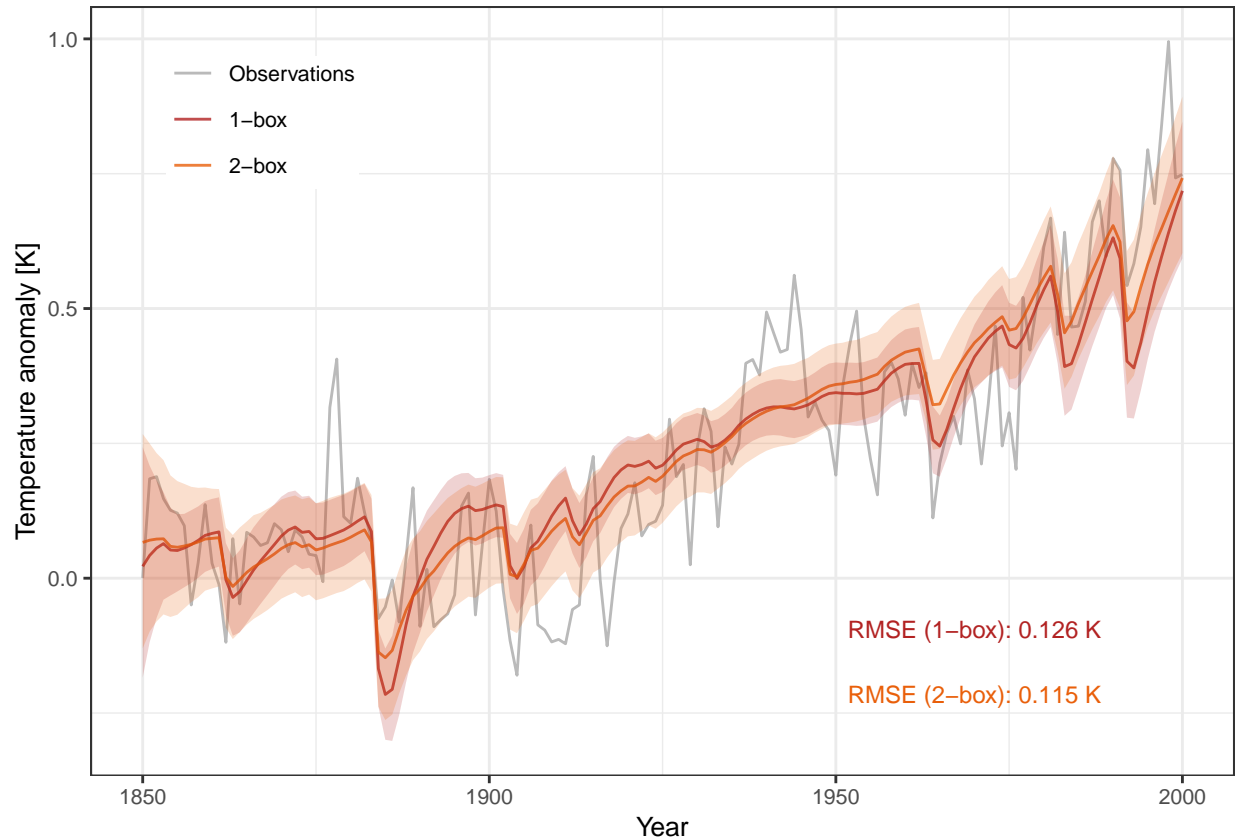 1.0
Observations
1−box
2−box
Temperature anomaly [K]
0.5
0.0
RMSE (1−box): 0.126 K
RMSE (2−box): 0.115 K
1850 1900 1950 2000
Year